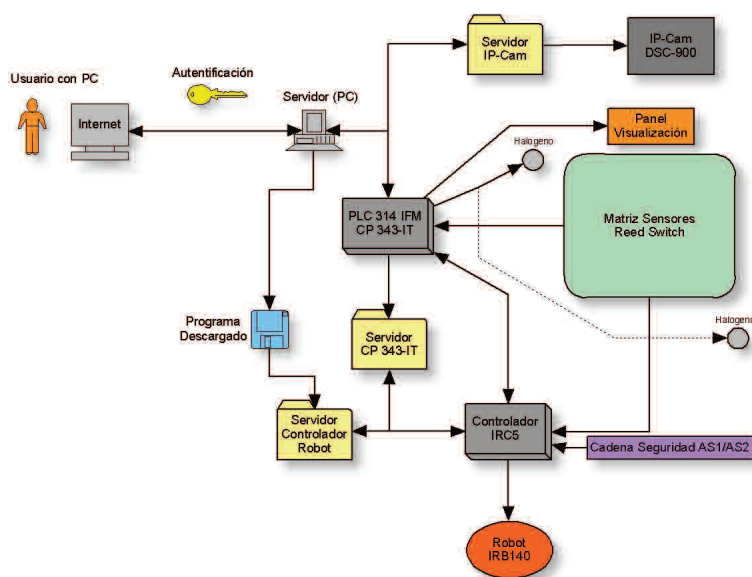 Servidor
IP-Cam
IP-Cam
DSC-900
Usuario con PC
Autentificación
Servidor (PC)
Internet
Panel
Visualización
Halogeno
PLC 314 IFM
CP 343-IT
Matriz Sensores
Reed Switch
Programa
Descargado
Servidor
CP 343-IT
Halogeno
Servidor
Controlador
Robot
Controlador
IRC5
Cadena Seguridad AS1/AS2
Robot
IRB140